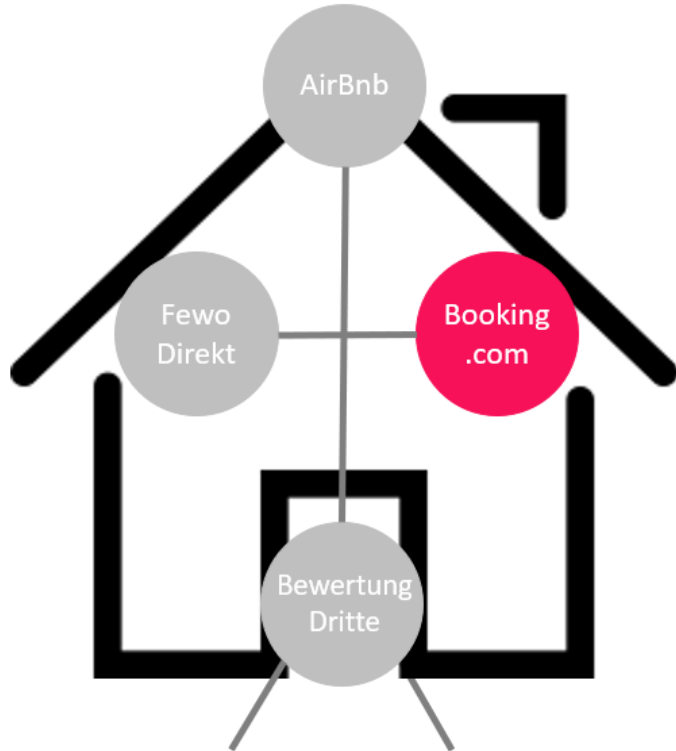 AirBnb
Fewo
Direkt
Booking
.com
Bewertung
Dritte